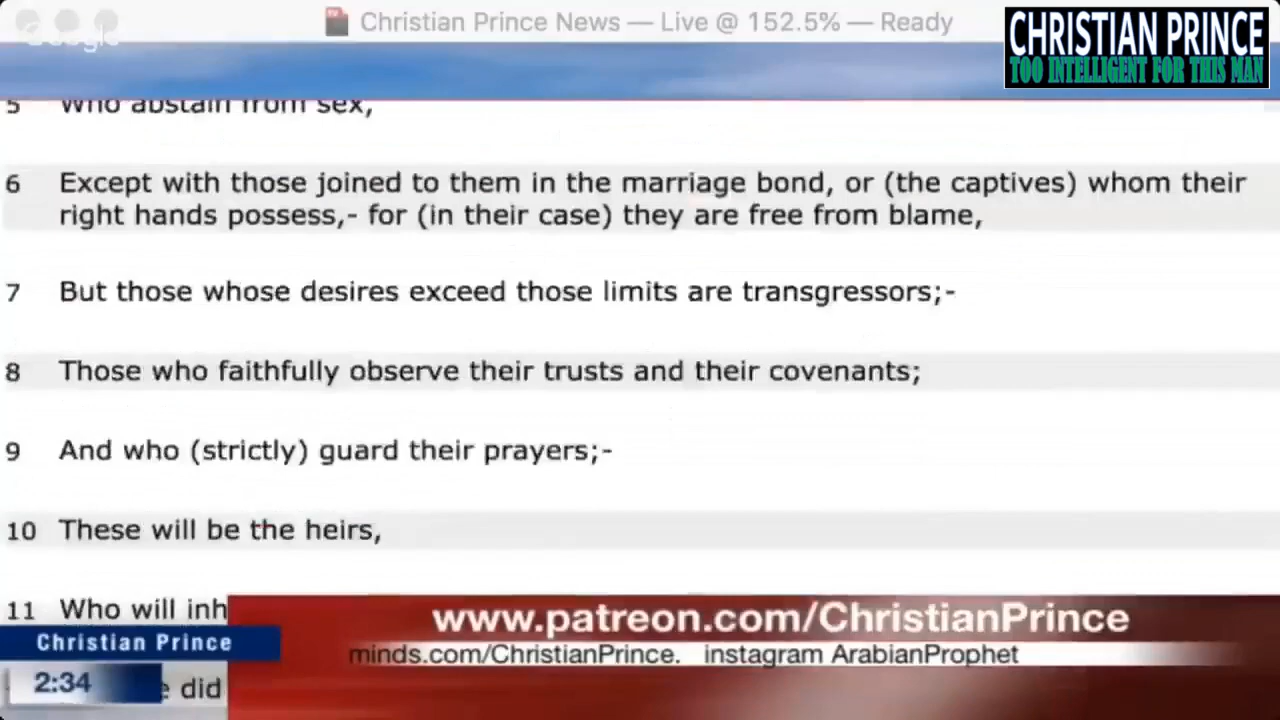 Christian Prince News — Live @ 152.5% — Ready
Google
CHRISTIAN PRINCE
TOO INTELLIGENT FOR THIS MAN
5 Who abstain from sex,
6 Except with those joined to them in the marriage bond, or (the captives) whom their
right hands possess,- for (in their case) they are free from blame,
7 But those whose desires exceed those limits are transgressors;-
8 Those who faithfully observe their trusts and their covenants;
9 And who (strictly) guard their prayers;-
10 These will be the heirs,
11 Who will inh
www.patreon.com/ChristianPrince
Christian Prince
minds.com/ChristianPrince. instagram ArabianProphet
2:34
e did